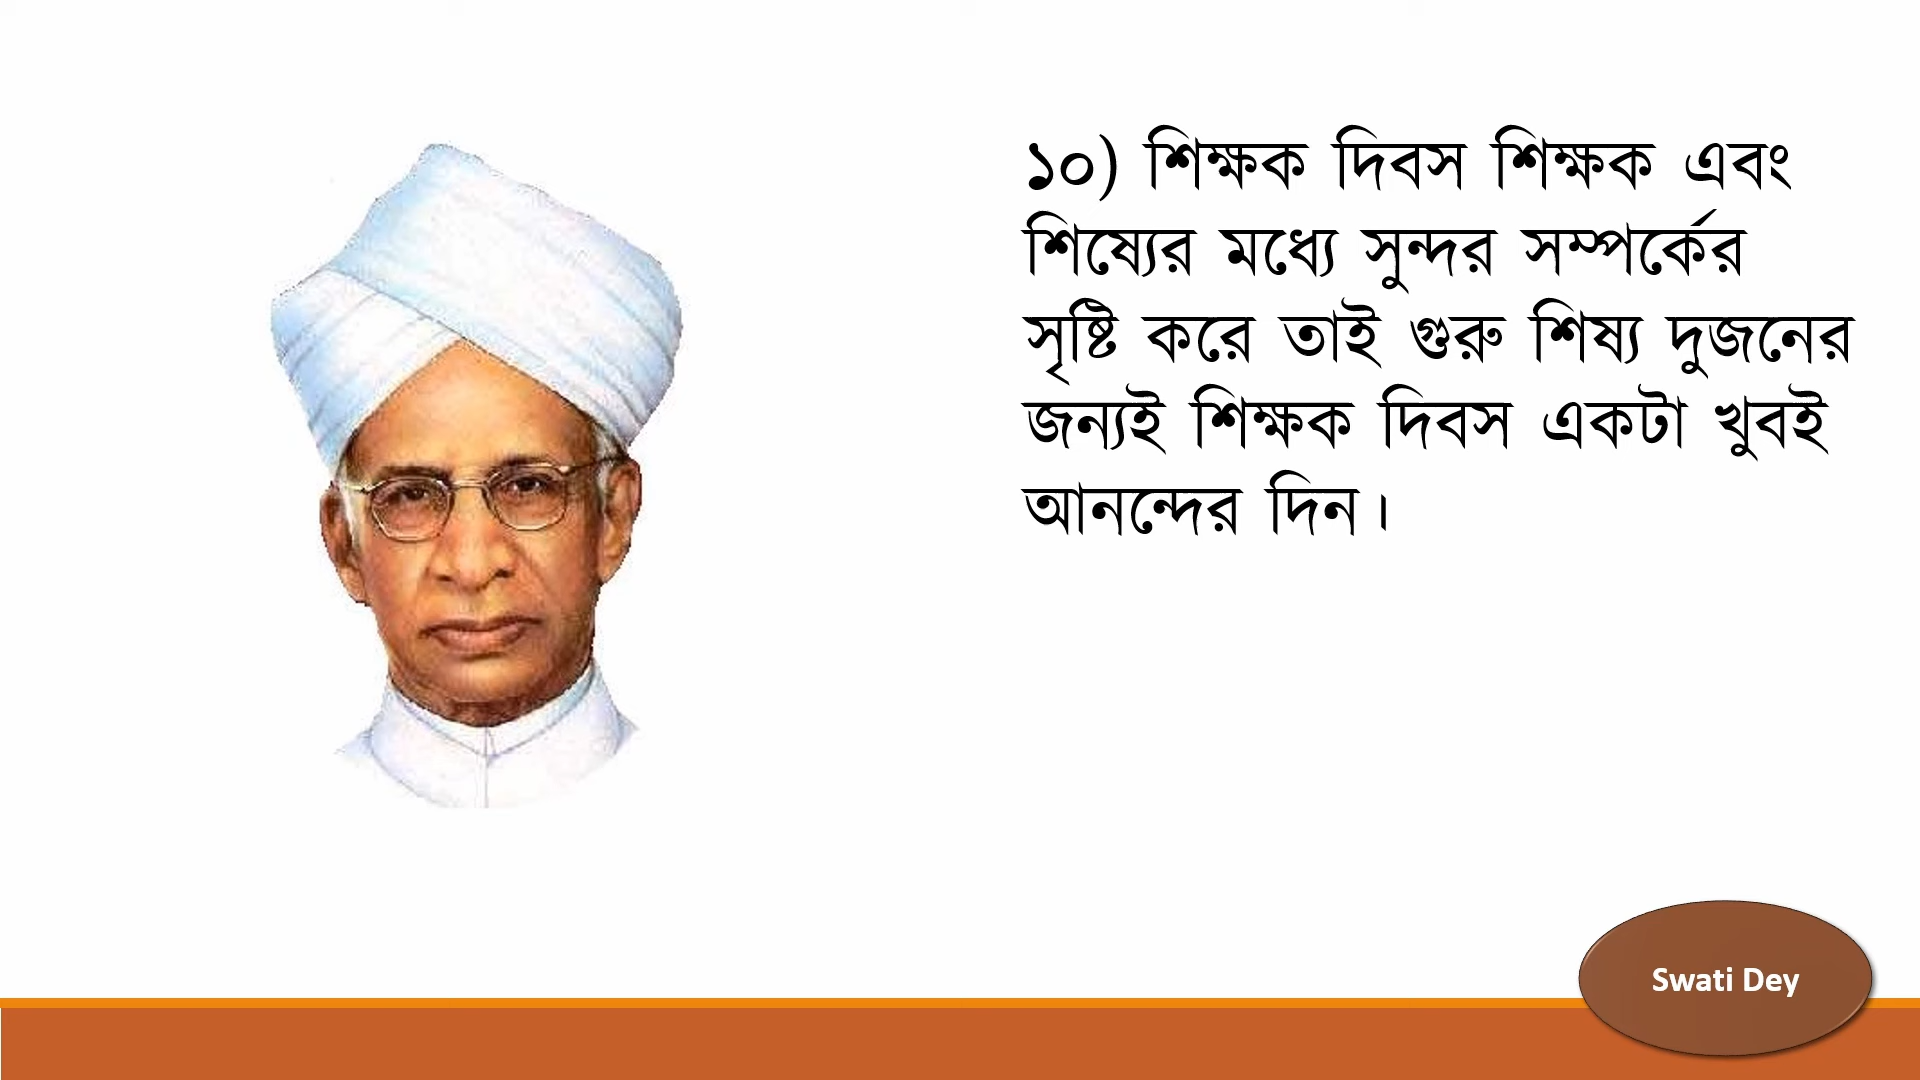 ১০) শিক্ষক দিবস শিক্ষক এবং
শিষ্যের মধ্যে সুন্দর সম্পর্কের
সৃষ্টি করে তাই গুরু শিষ্য দুজনের
জন্যই শিক্ষক দিবস একটা খুবই
আনন্দের দিন।
Swati Dey